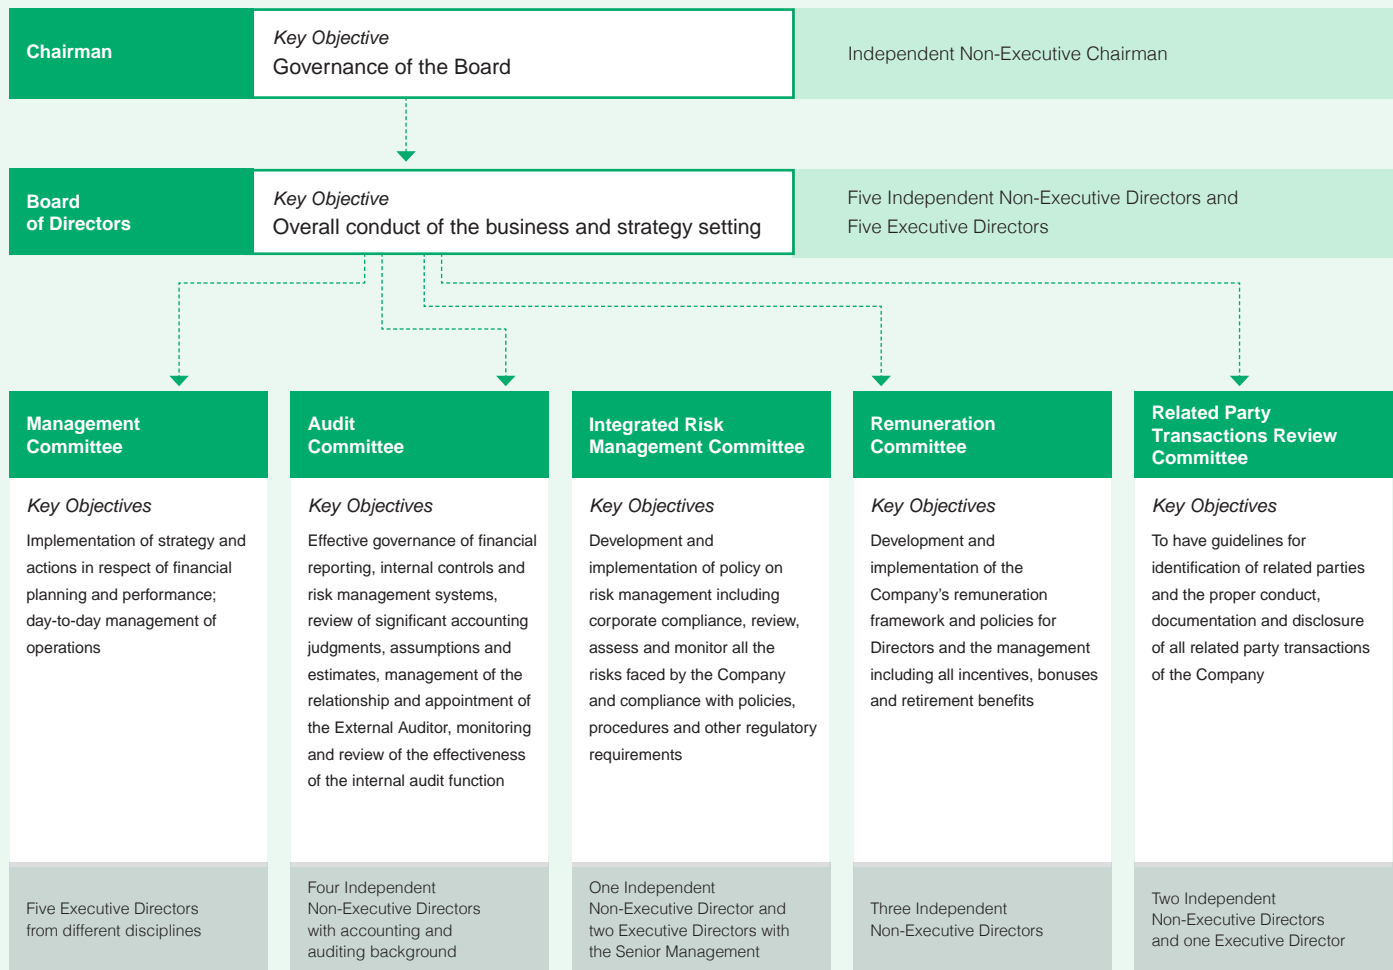 Chairman
Key Objective
Governance of the Board
Independent Non-Executive Chairman
Board
of Directors
Key Objective
Overall conduct of the business and strategy setting
Five Independent Non-Executive Directors and
Five Executive Directors
Management
Committee
Key Objectives
Implementation of strategy and
actions in respect of financial
planning and performance;
day-to-day management of
operations
Five Executive Directors
from different disciplines
Audit
Committee
Key Objectives
Effective governance of financial
reporting, internal controls and
risk management systems,
review of significant accounting
judgments, assumptions and
estimates, management of the
relationship and appointment of
the External Auditor, monitoring
and review of the effectiveness
of the internal audit function
Four Independent
Non-Executive Directors
with accounting and
auditing background
Integrated Risk
Management Committee
Key Objectives
Development and
implementation of policy on
risk management including
corporate compliance, review,
assess and monitor all the
risks faced by the Company
and compliance with policies,
procedures and other regulatory
requirements
One Independent
Non-Executive Director and
two Executive Directors with
the Senior Management
Remuneration
Committee
Key Objectives
Development and
implementation of the
Company’s remuneration
framework and policies for
Directors and the management
including all incentives, bonuses
and retirement benefits
Three Independent
Non-Executive Directors
Related Party
Transactions Review
Committee
Key Objectives
To have guidelines for
identification of related parties
and the proper conduct,
documentation and disclosure
of all related party transactions
of the Company
Two Independent
Non-Executive Directors
and one Executive Director